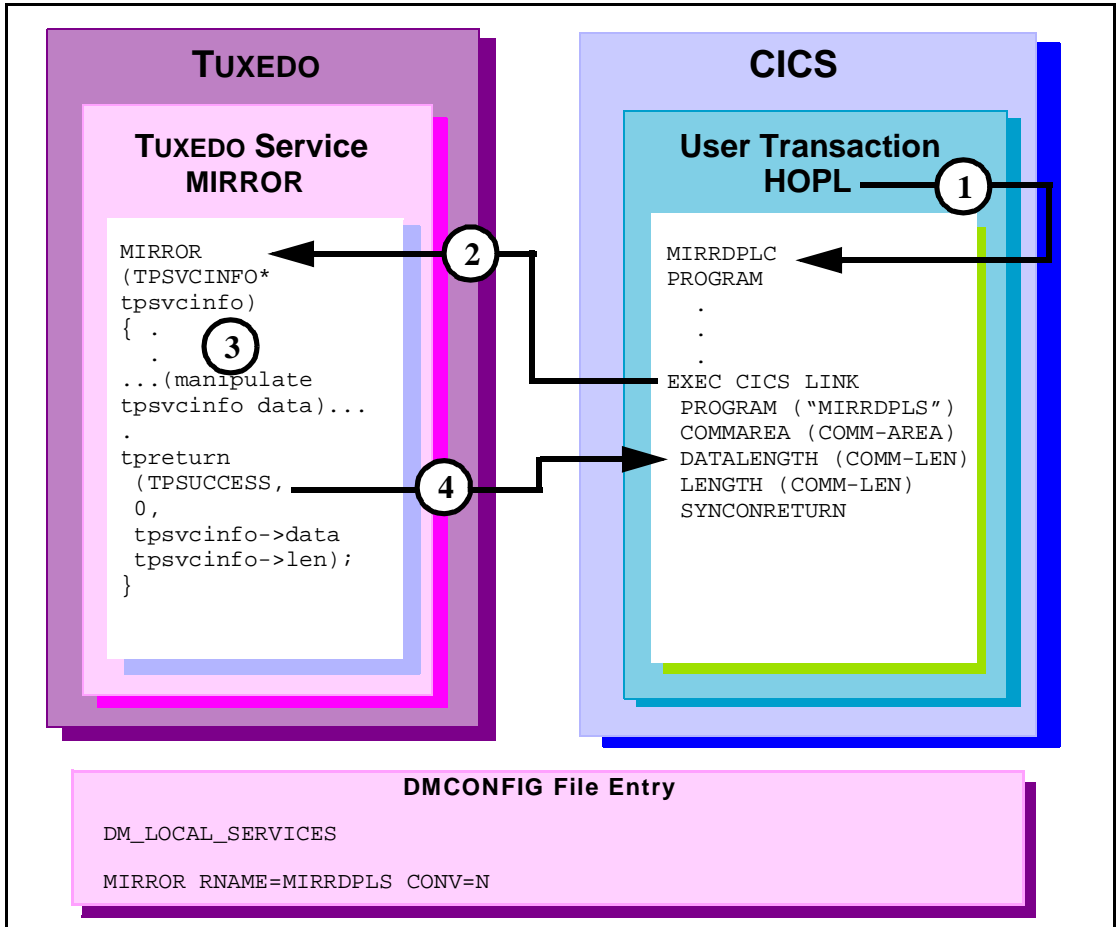 TUXEDO
TUXEDO Service
MIRROR
MIRROR
(TPSVCINFO*
tpsvcinfo)
{ .
.
...(manipulate
tpsvcinfo data)...
.
tpreturn
(TPSUCCESS,
0,
tpsvcinfo->data
tpsvcinfo->len);
}
2
3
4
CICS
User Transaction
HOPL
1
MIRRDPLC
PROGRAM
.
.
.
EXEC CICS LINK
PROGRAM (“MIRRDPLS”)
COMMAREA (COMM-AREA)
DATALENGTH (COMM-LEN)
LENGTH (COMM-LEN)
SYNCONRETURN
DMCONFIG File Entry
DM_LOCAL_SERVICES
MIRROR RNAME=MIRRDPLS CONV=N